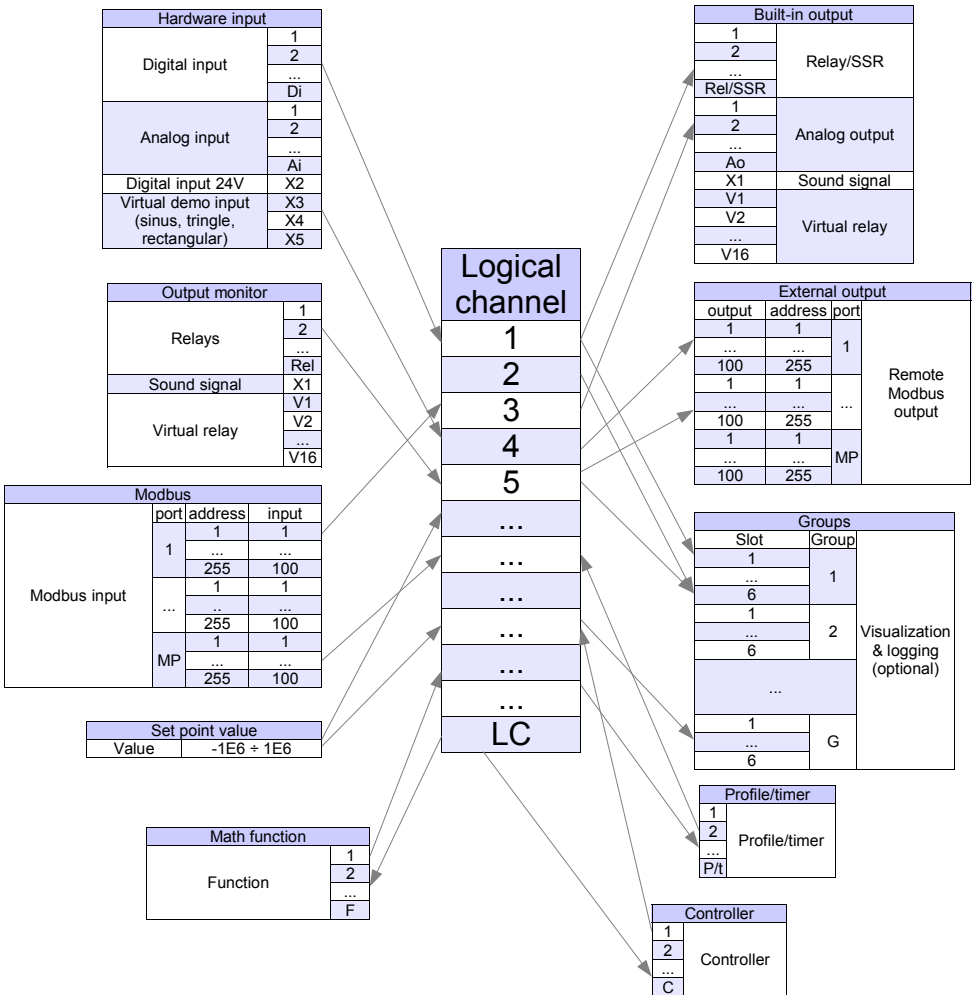 Hardware input
Digital input
1
2
...
Di
Analog input
1
2
...
Ai
Digital input 24V X2
Virtual demo input
(sinus, tringle,
rectangular)
X3
X4
X5
Output monitor
Relays
1
2
...
Rel
Sound signal X1
Virtual relay
V1
V2
...
V16
Modbus
port address input
Modbus input
1
1 1
... ...
255 100
...
1 1
.. ...
255 100
MP
1 1
... ...
255 100
Set point value
Value -1E6 ÷ 1E6
Math function
Function
1
2
...
F
Logical
channel
1
2
3
4
5
...
...
...
...
...
...
LC
Built-in output
1
2
...
Rel/SSR
Relay/SSR
1
2
...
Ao
Analog output
X1 Sound signal
V1
V2
...
V16
Virtual relay
External output
output address port
1 1
... ...
100 255
1
1 1
... ...
100 255
...
1 1
... ...
100 255
MP
Remote
Modbus
output
Groups
Slot Group
1
...
6
1
1
...
6
2
...
1
...
6
G
Visualization
& logging
(optional)
Profile/timer
1
2
...
P/t
Profile/timer
Controller
1
2
...
C
Controller